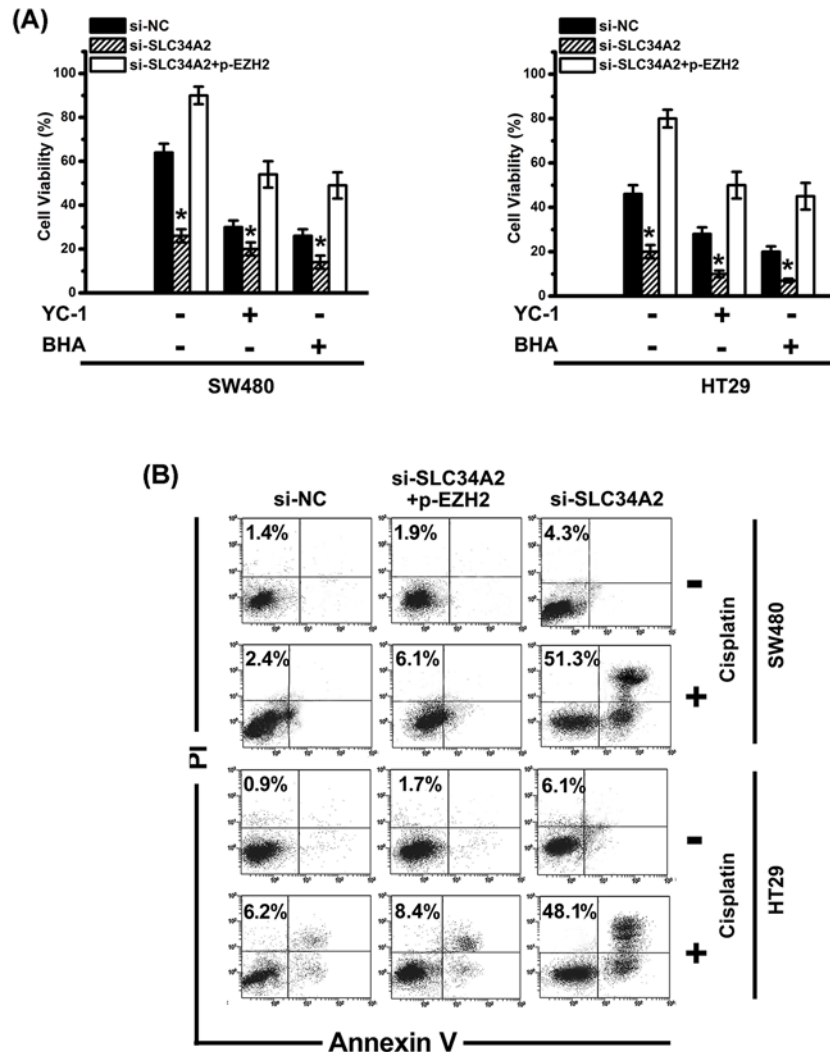 (A)
si-NC
si-SLC34A2
si-SLC34A2+p-EZH2
Cell Viability (%)
100
80
60
40
20
0
* * *
YC-1 - + -
BHA - - +
SW480
si-NC
si-SLC34A2
si-SLC34A2+p-EZH2
Cell Viability (%)
100
80
60
40
20
0
* * *
YC-1 - + -
BHA - - +
HT29
(B)
si-NC
si-SLC34A2
+p-EZH2
si-SLC34A2
1.4% 1.9% 4.3%
-
2.4% 6.1% 51.3%
+
Cisplatin
SW480
0.9% 1.7% 6.1%
-
6.2% 8.4% 48.1%
+
Cisplatin
HT29
PI
Annexin V